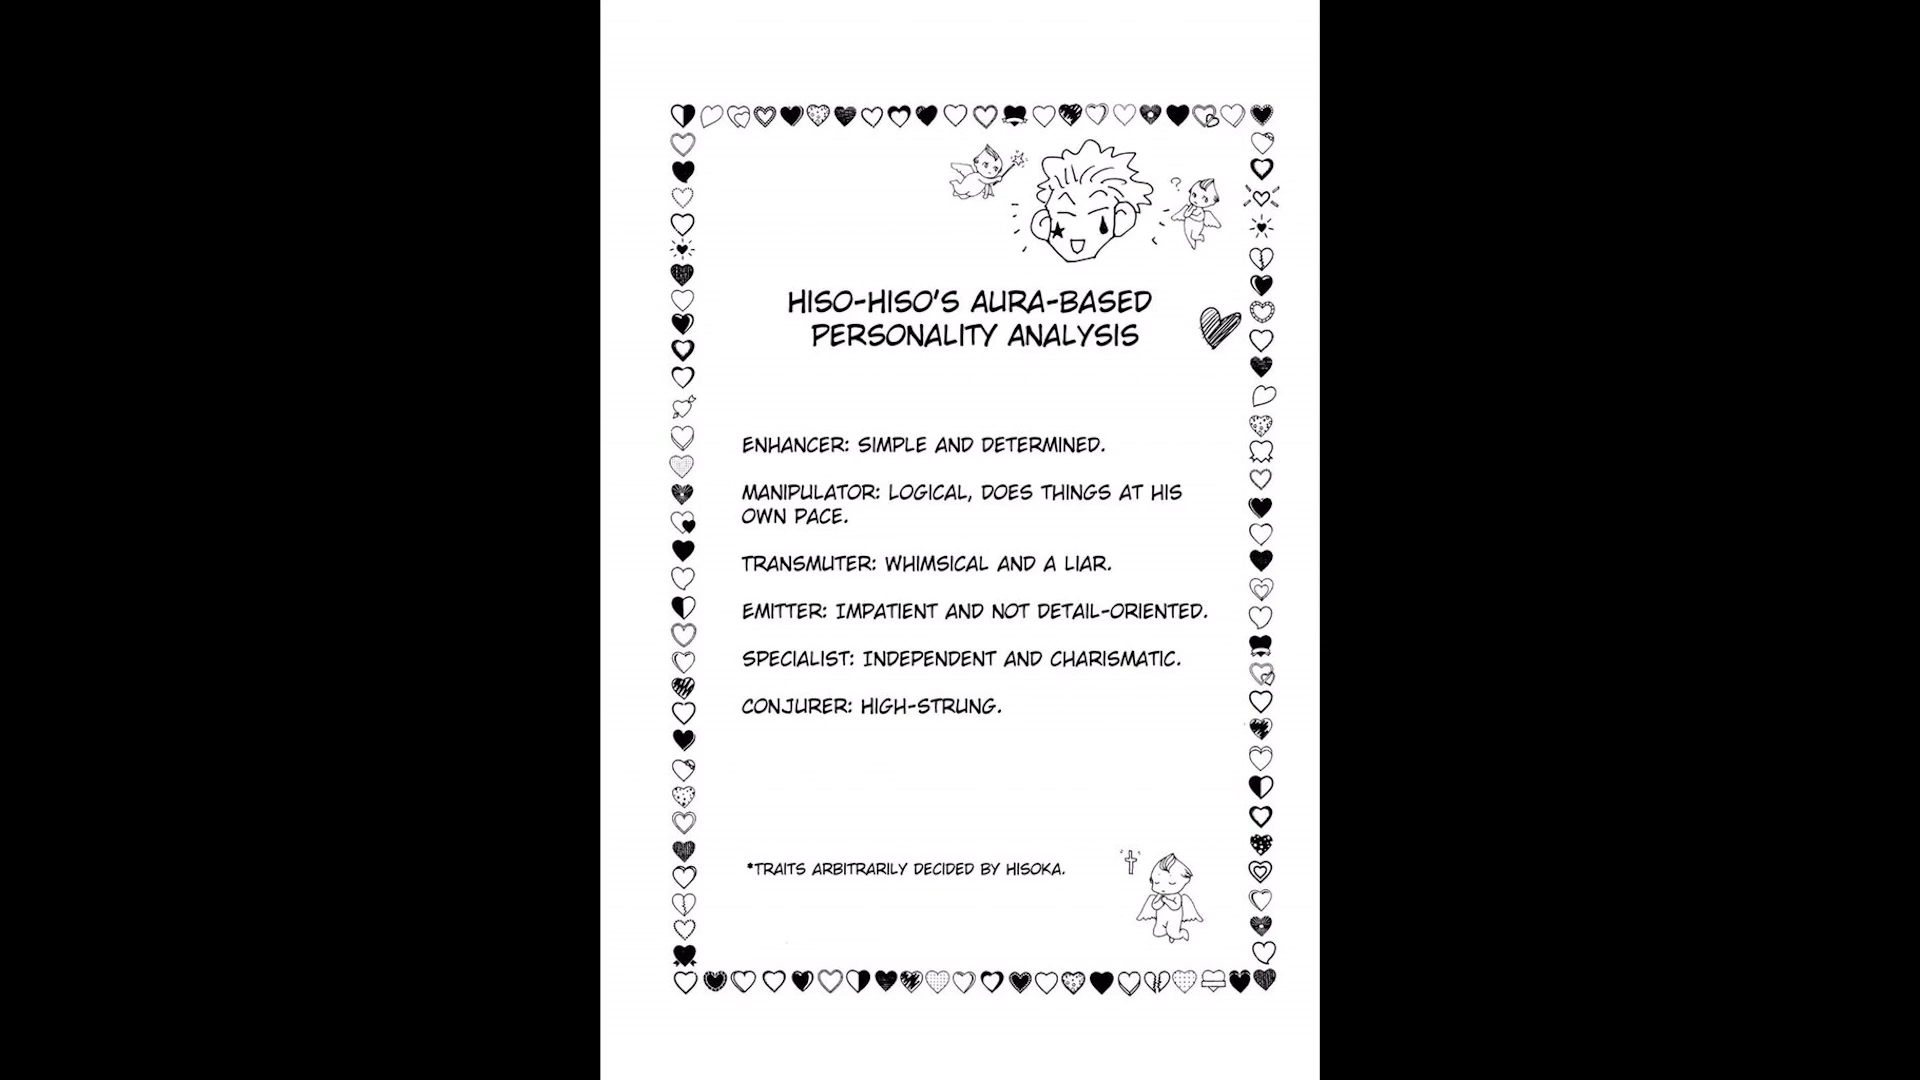 HISO-HISO'S AURA-BASED
PERSONALITY ANALYSIS
ENHANCER: SIMPLE AND DETERMINED.
MANIPULATOR: LOGICAL, DOES THINGS AT HIS
OWN PACE.
TRANSMUTER: WHIMSICAL AND A LIAR.
EMITTER: IMPATIENT AND NOT DETAIL-ORIENTED.
SPECIALIST: INDEPENDENT AND CHARISMATIC.
CONJURER: HIGH-STRUNG.
*TRAITS ARBITRARILY DECIDED BY HISOKA.